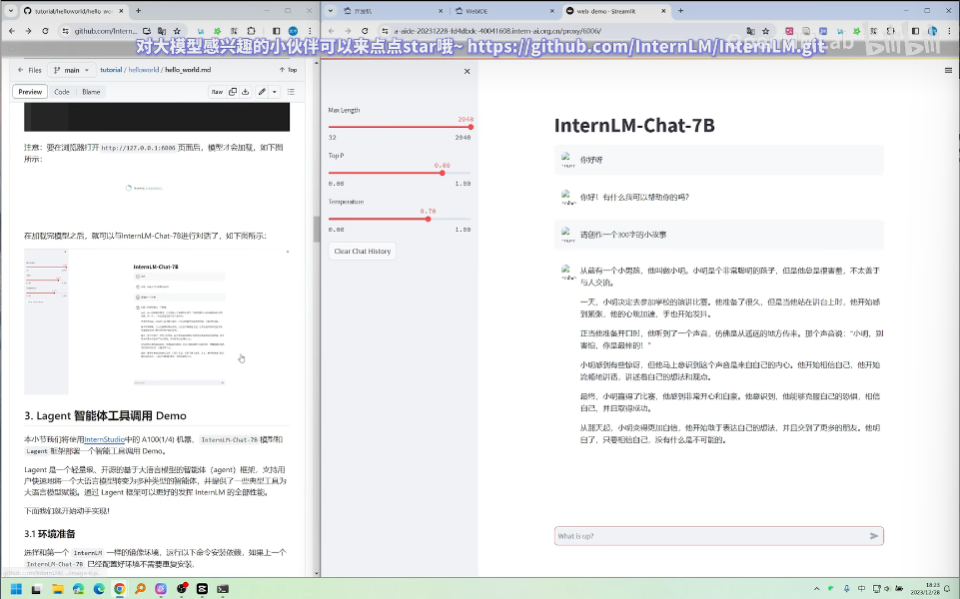 tutorial/helloworld/hello_wo
开发机
WebIDE
web_demo · Streamlit
github.com/Intern...
a-aide-20231228-fd4dbdc-40041608.intern-ai.org.cn/proxy/6006/
对大模型感兴趣的小伙伴可以来点点star哦~ https://github.com/InternLM/InternLM.git
bilibili
Files
main
tutorial / helloworld / hello_world.md
Top
Preview
Code
Blame
Raw
注意:要在浏览器打开 http://127.0.0.1:6006 页面后,模型才会加载,如下图
所示:
在加载完模型之后,就可以与InternLM-Chat-7B进行对话了,如下图所示:
InternLM-Chat-7B
3. Lagent 智能体工具调用 Demo
本小节我们将使用InternStudio中的 A100(1/4) 机器、InternLM-Chat-7B 模型和
Lagent 框架部署一个智能工具调用 Demo。
Lagent 是一个轻量级、开源的基于大语言模型的智能体(agent)框架,支持用
户快速地将一个大语言模型转变为多种类型的智能体,并提供了一些典型工具为
大语言模型赋能。通过 Lagent 框架可以更好的发挥 InternLM 的全部性能。
下面我们就开始动手实现!
3.1 环境准备
选择和第一个 InternLM 一样的镜像环境,运行以下命令安装依赖,如果上一个
InternLM-Chat-7B 已经配置好环境不需要重复安装.
Max Length
2048
32
2048
Top P
0.80
0.00
1.00
Temperature
0.70
0.00
1.00
Clear Chat History
InternLM-Chat-7B
你好呀
你好!有什么我可以帮助你的吗?
请创作一个300字的小故事
从前有一个小男孩,他叫做小明。小明是个非常聪明的孩子,但是他总是很害羞,不太善于
与人交流。
一天,小明决定去参加学校的演讲比赛。他准备了很久,但是当他站在讲台上时,他开始感
到紧张,他的心跳加速,手也开始发抖。
正当他准备开口时,他听到了一个声音,仿佛是从遥远的地方传来。那个声音说:“小明,别
害怕,你是最棒的!”
小明感到有些惊讶,但他马上意识到这个声音是来自自己的内心。他开始相信自己,他开始
流畅地讲话,讲述着自己的想法和观点。
最终,小明赢得了比赛,他感到非常开心和自豪。他意识到,他能够克服自己的恐惧,相信
自己,并且取得成功。
从那天起,小明变得更加自信,他开始敢于表达自己的想法,并且交到了更多的朋友。他明
白了,只要相信自己,没有什么是不可能的。
What is up?
中
18:23
2023/12/28